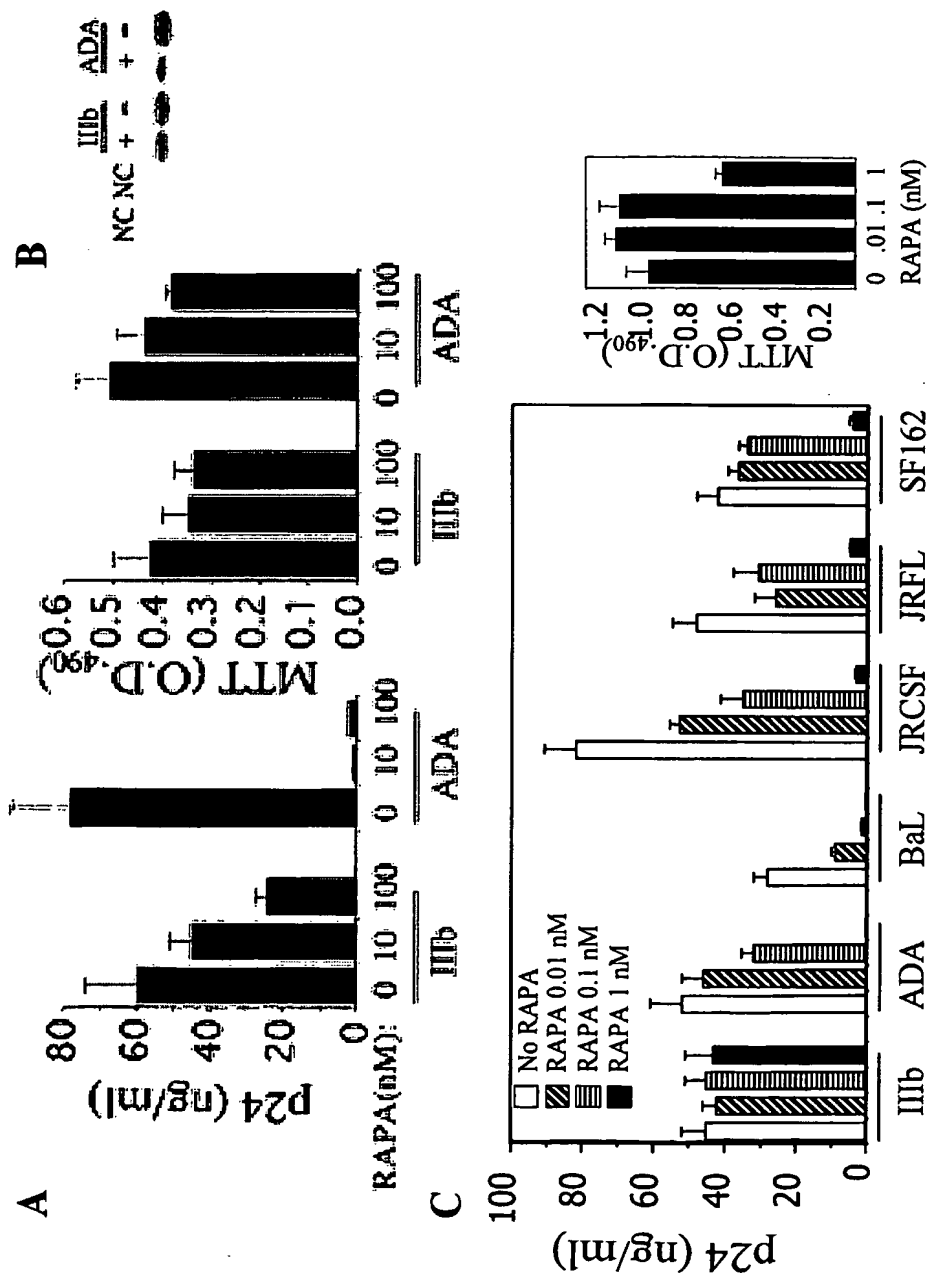 A
p24 (ng/ml)
80
60
40
20
0
RAPA(nM):
0 10 100
0 10 100
IIIb
ADA
MTT (O.D.490)
0.6
0.5
0.4
0.3
0.2
0.1
0.0
0 10 100
0 10 100
IIIb
ADA
B
IIIb
ADA
NC NC + - + -
C
p24 (ng/ml)
100
80
60
40
20
0
No RAPA
RAPA 0.01 nM
RAPA 0.1 nM
RAPA 1 nM
IIIb
ADA
BaL
JRCSF
JRFL
SF162
MTT (O.D.490)
1.2
1.0
0.8
0.6
0.4
0.2
0 .01 .1 1
RAPA (nM)